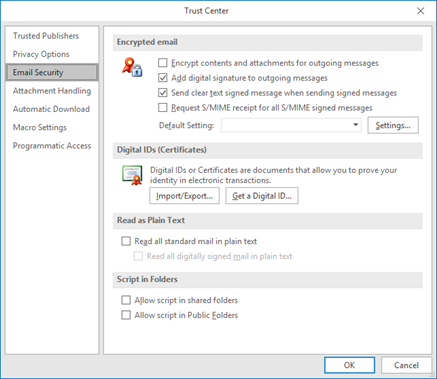 Trust Center
Trusted Publishers
Privacy Options
Email Security
Attachment Handling
Automatic Download
Macro Settings
Programmatic Access
Encrypted email
Encrypt contents and attachments for outgoing messages
Add digital signature to outgoing messages
Send clear text signed message when sending signed messages
Request S/MIME receipt for all S/MIME signed messages
Default Setting:
Settings...
Digital IDs (Certificates)
Digital IDs or Certificates are documents that allow you to prove your
identity in electronic transactions.
Import/Export... Get a Digital ID...
Read as Plain Text
Read all standard mail in plain text
Read all digitally signed mail in plain text
Script in Folders
Allow script in shared folders
Allow script in Public Folders
OK Cancel